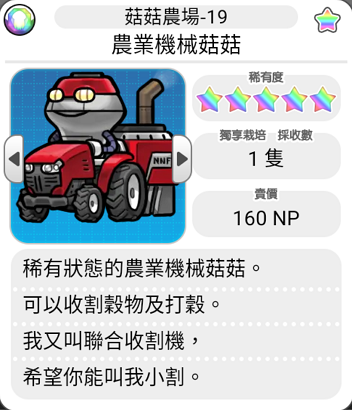 菇菇農場-19
農業機械菇菇
NNF
稀有度
獨享栽培 採收數
1 隻
賣價
160 NP
稀有狀態的農業機械菇菇。
可以收割穀物及打穀。
我又叫聯合收割機，
希望你能叫我小割。